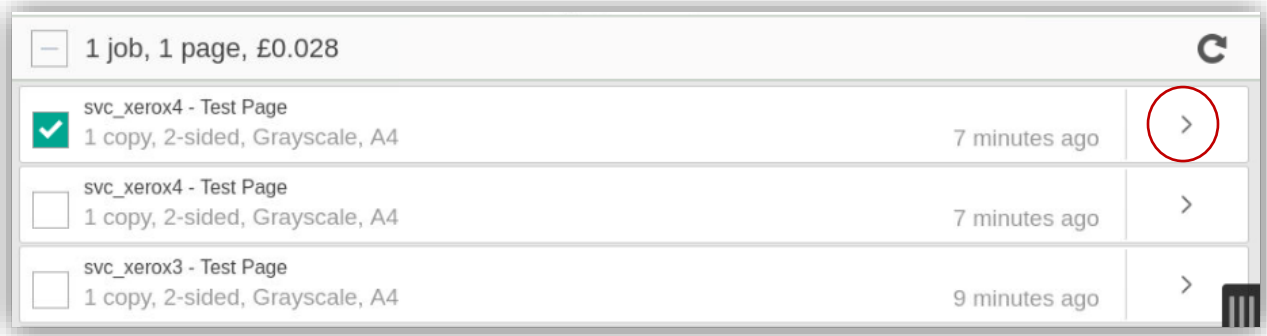 1 job, 1 page, £0.028
svc_xerox4 - Test Page
1 copy, 2-sided, Grayscale, A4
7 minutes ago
svc_xerox4 - Test Page
1 copy, 2-sided, Grayscale, A4
7 minutes ago
svc_xerox3 - Test Page
1 copy, 2-sided, Grayscale, A4
9 minutes ago